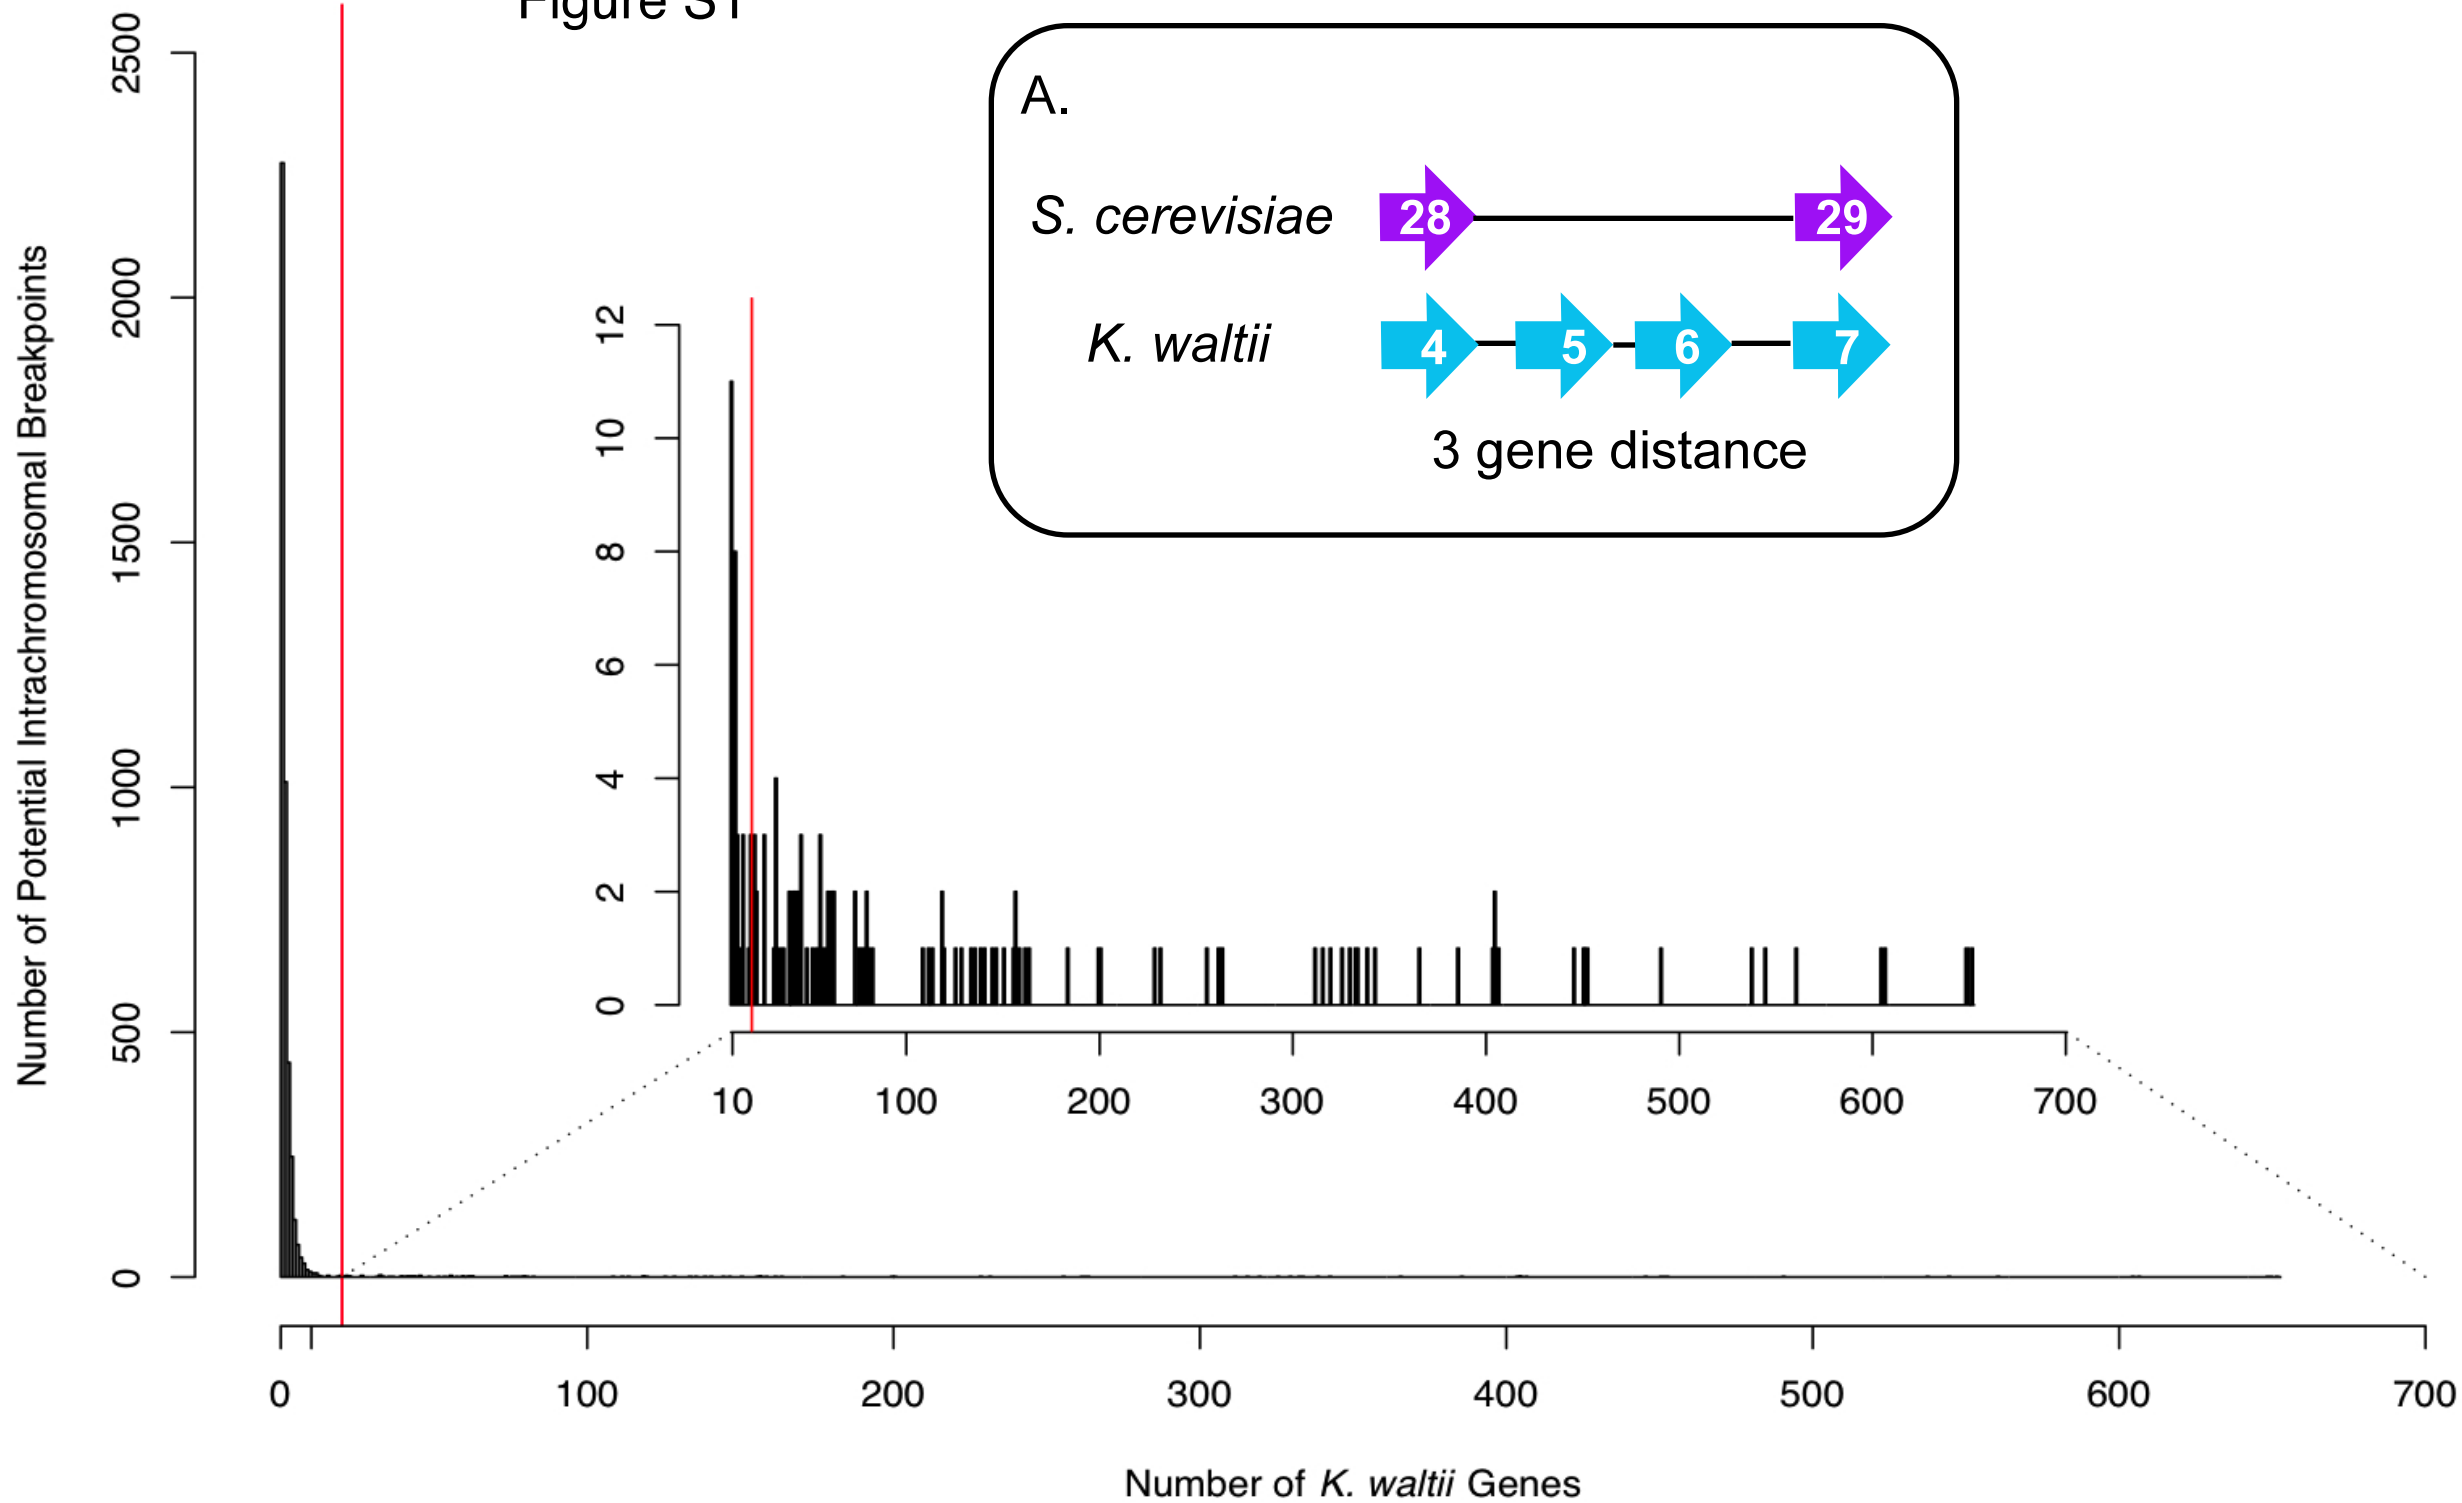 Figure S1
A.
S. cerevisiae 28 29
K. waltii 4 5 6 7
3 gene distance
Number of Potential Intrachromosomal Breakpoints
2500
2000
1500
1000
500
0
12
10
8
6
4
2
0
10 100 200 300 400 500 600 700
0 100 200 300 400 500 600 700
Number of K. waltii Genes